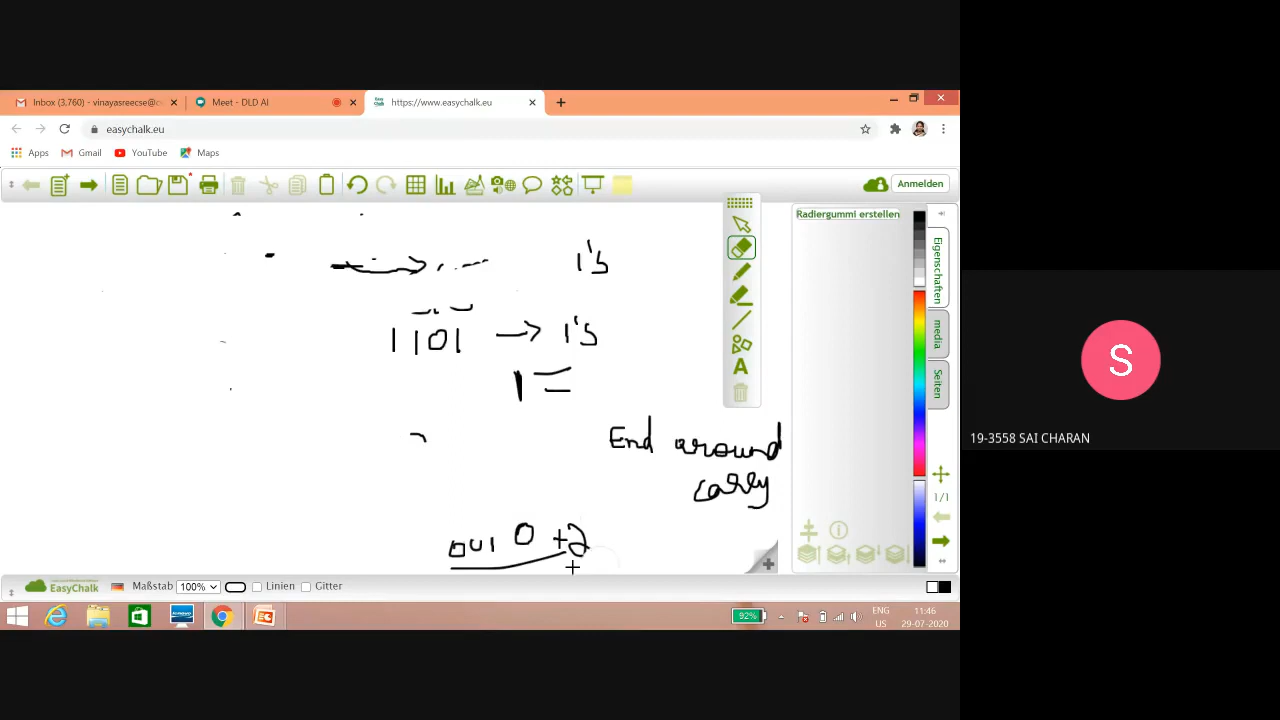 Inbox (3,760) - vinayasreecse@c
Meet - DLD AI
https://www.easychalk.eu
easychalk.eu
Apps
Gmail
YouTube
Maps
Anmelden
Radiergummi erstellen
Eigenschaften
media
Seiten
1's
1101 → 1's
1 =
End around
carry
0 +2
A
1/1
19-3558 SAI CHARAN
S
EasyChalk
Maßstab
100%
Linien
Gitter
92%
ENG
US
11:46
29-07-2020